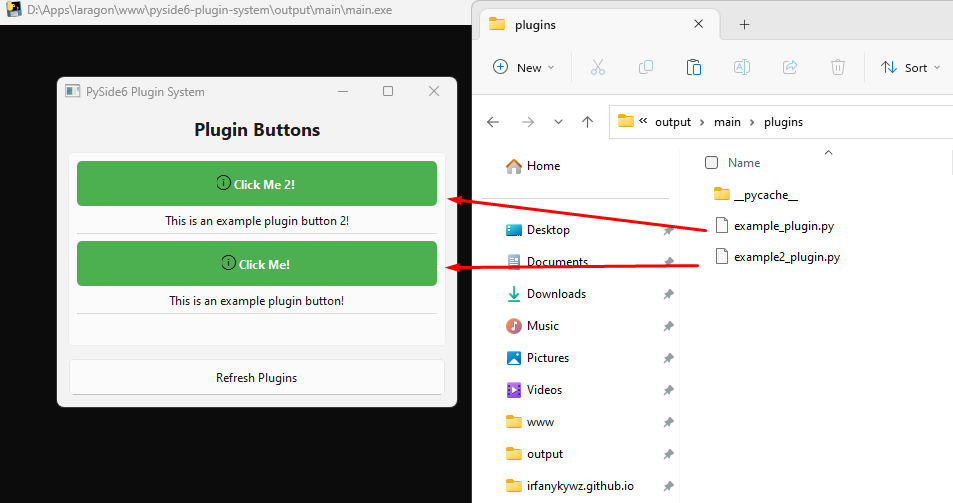 D:\Apps\laragon\www\pyside6-plugin-system\output\main\main.exe
PySide6 Plugin System
Plugin Buttons
Click Me 2!
This is an example plugin button 2!
Click Me!
This is an example plugin button!
Refresh Plugins
plugins
New
Sort
« output > main > plugins
Home
Desktop
Documents
Downloads
Music
Pictures
Videos
www
output
irfanykywz.github.io
Name
__pycache__
example_plugin.py
example2_plugin.py